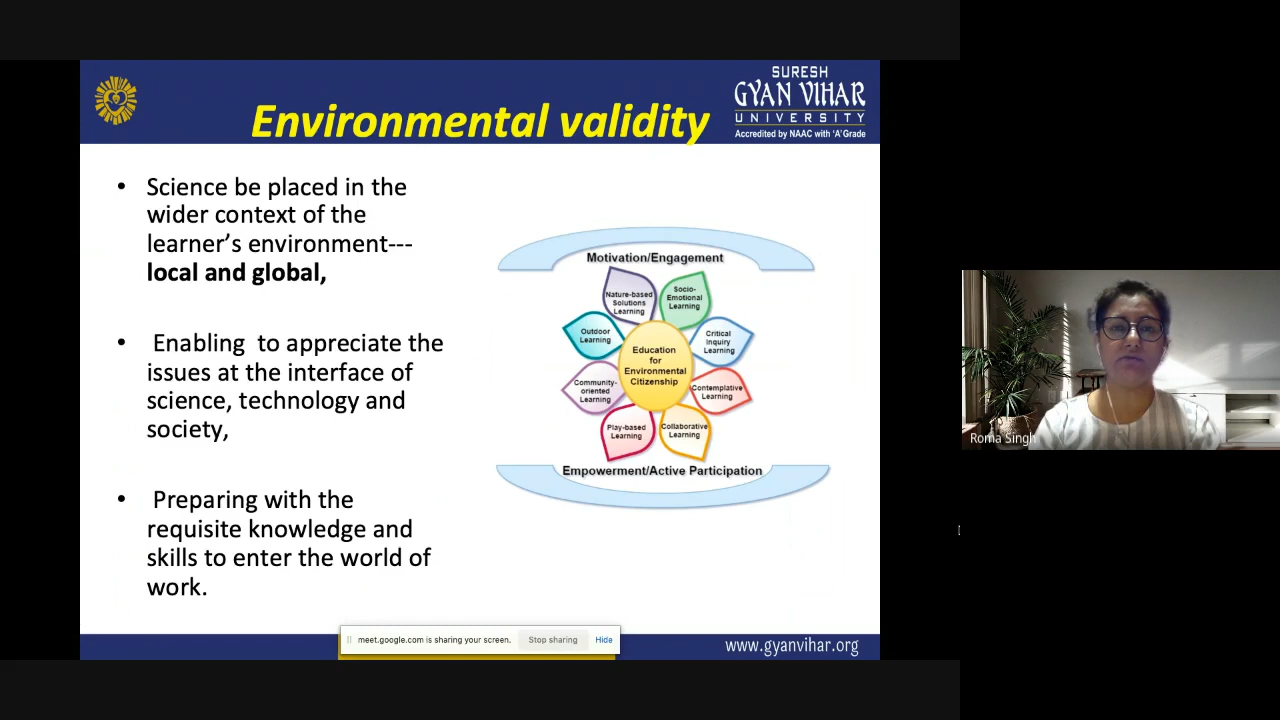 SURESH
GYAN VIHAR
UNIVERSITY
Accredited by NAAC with 'A' Grade
Environmental validity
• Science be placed in the
wider context of the
learner's environment---
local and global,
• Enabling to appreciate the
issues at the interface of
science, technology and
society,
• Preparing with the
requisite knowledge and
skills to enter the world of
work.
Motivation/Engagement
Nature-based
Solutions
Learning
Socio-
Emotional
Learning
Outdoor
Learning
Critical
Inquiry
Learning
Education
for
Environmental
Citizenship
Community-
oriented
Learning
Contemplative
Learning
Play-based
Learning
Collaborative
Learning
Empowerment/Active Participation
meet.google.com is sharing your screen.
Stop sharing
Hide
www.gyanvihar.org
Roma Singh